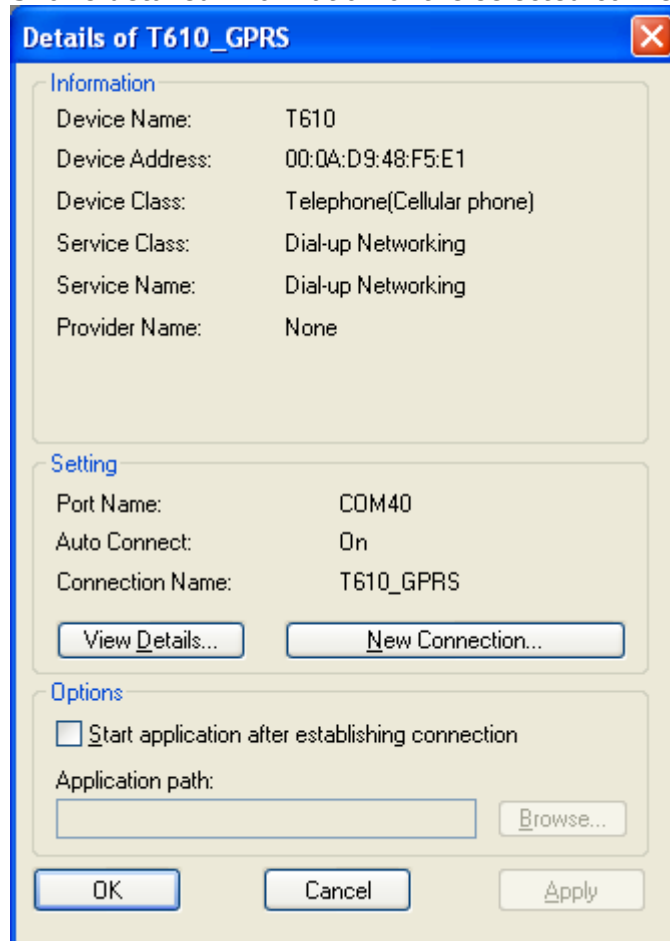 Details of T610_GPRS
Information
Device Name: T610
Device Address: 00:0A:D9:48:F5:E1
Device Class: Telephone(Cellular phone)
Service Class: Dial-up Networking
Service Name: Dial-up Networking
Provider Name: None
Setting
Port Name: COM40
Auto Connect: On
Connection Name: T610_GPRS
View Details... New Connection...
Options
Start application after establishing connection
Application path:
Browse...
OK Cancel Apply